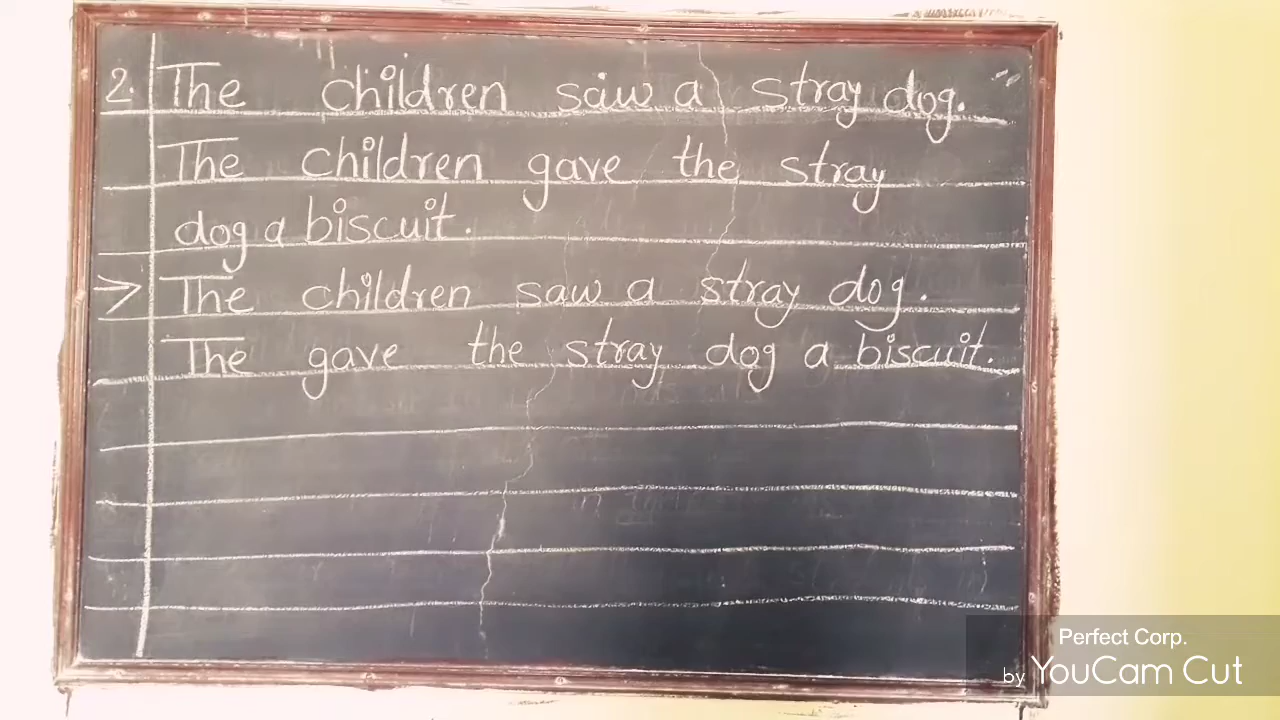 2. The children saw a stray dog.
The children gave the stray
dog a biscuit.
> The children saw a stray dog.
The gave the stray dog a biscuit.
Perfect Corp.
by YouCam Cut